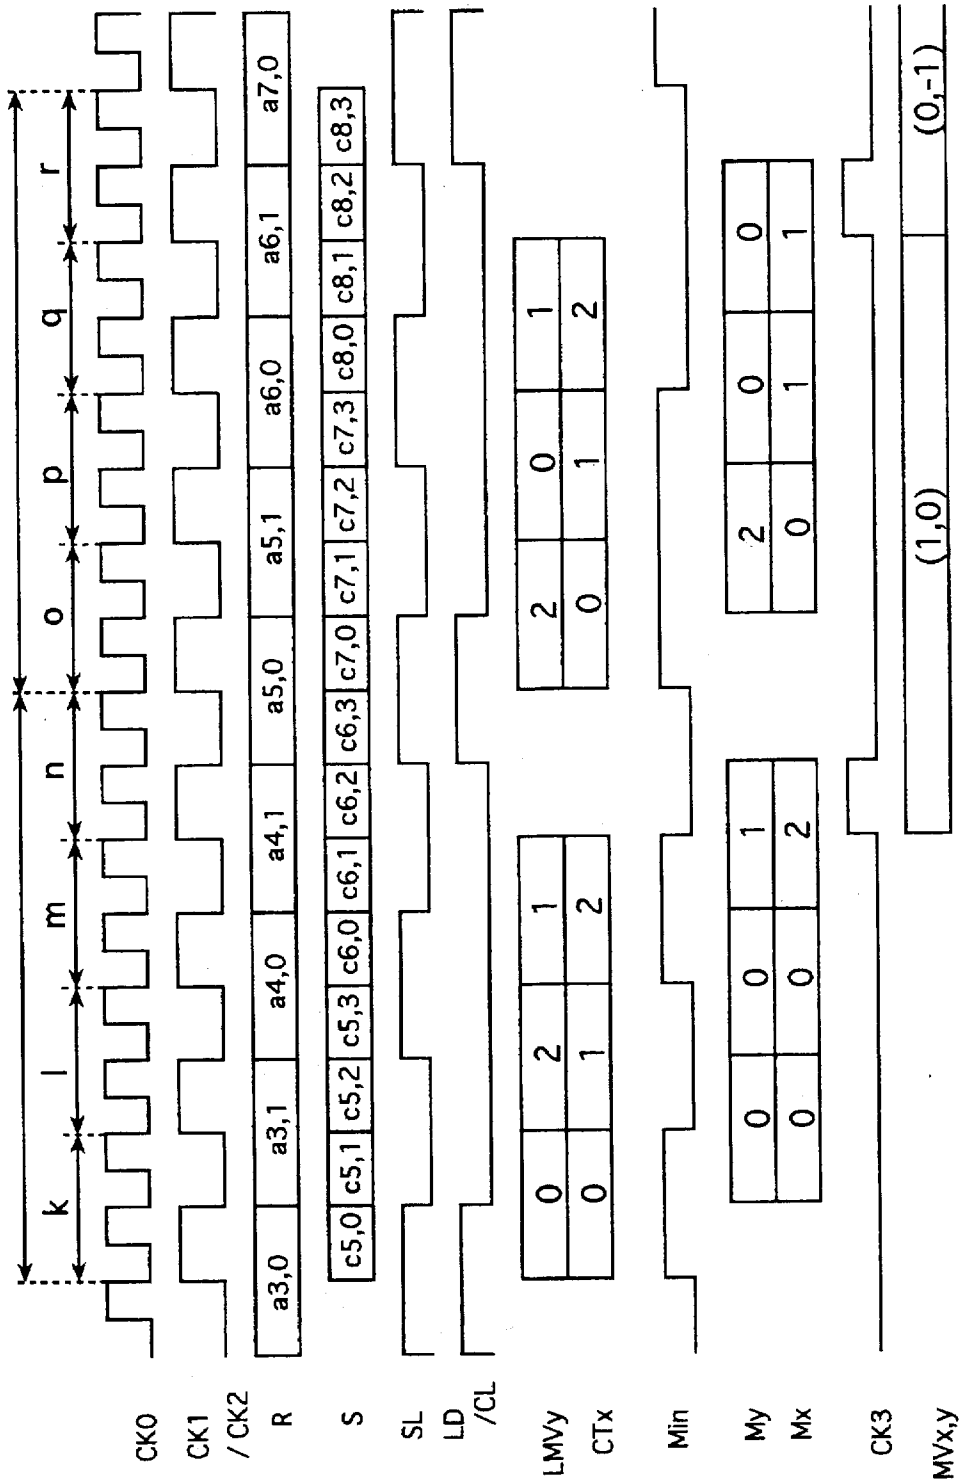 k l m n o p q r
CK0
CK1
/ CK2
R a3,0 a3,1 a4,0 a4,1 a5,0 a5,1 a6,0 a6,1 a7,0
S c5,0 c5,1 c5,2 c5,3 c6,0 c6,1 c6,2 c6,3 c7,0 c7,1 c7,2 c7,3 c8,0 c8,1 c8,2 c8,3
SL
LD
/CL
LMVy 0 2 1 2 0 1
CTx 0 1 2 0 1 2
Min
My 0 0 1 2 0 0
Mx 0 0 2 0 1 1
CK3
MVx,y (1,0) (0,-1)